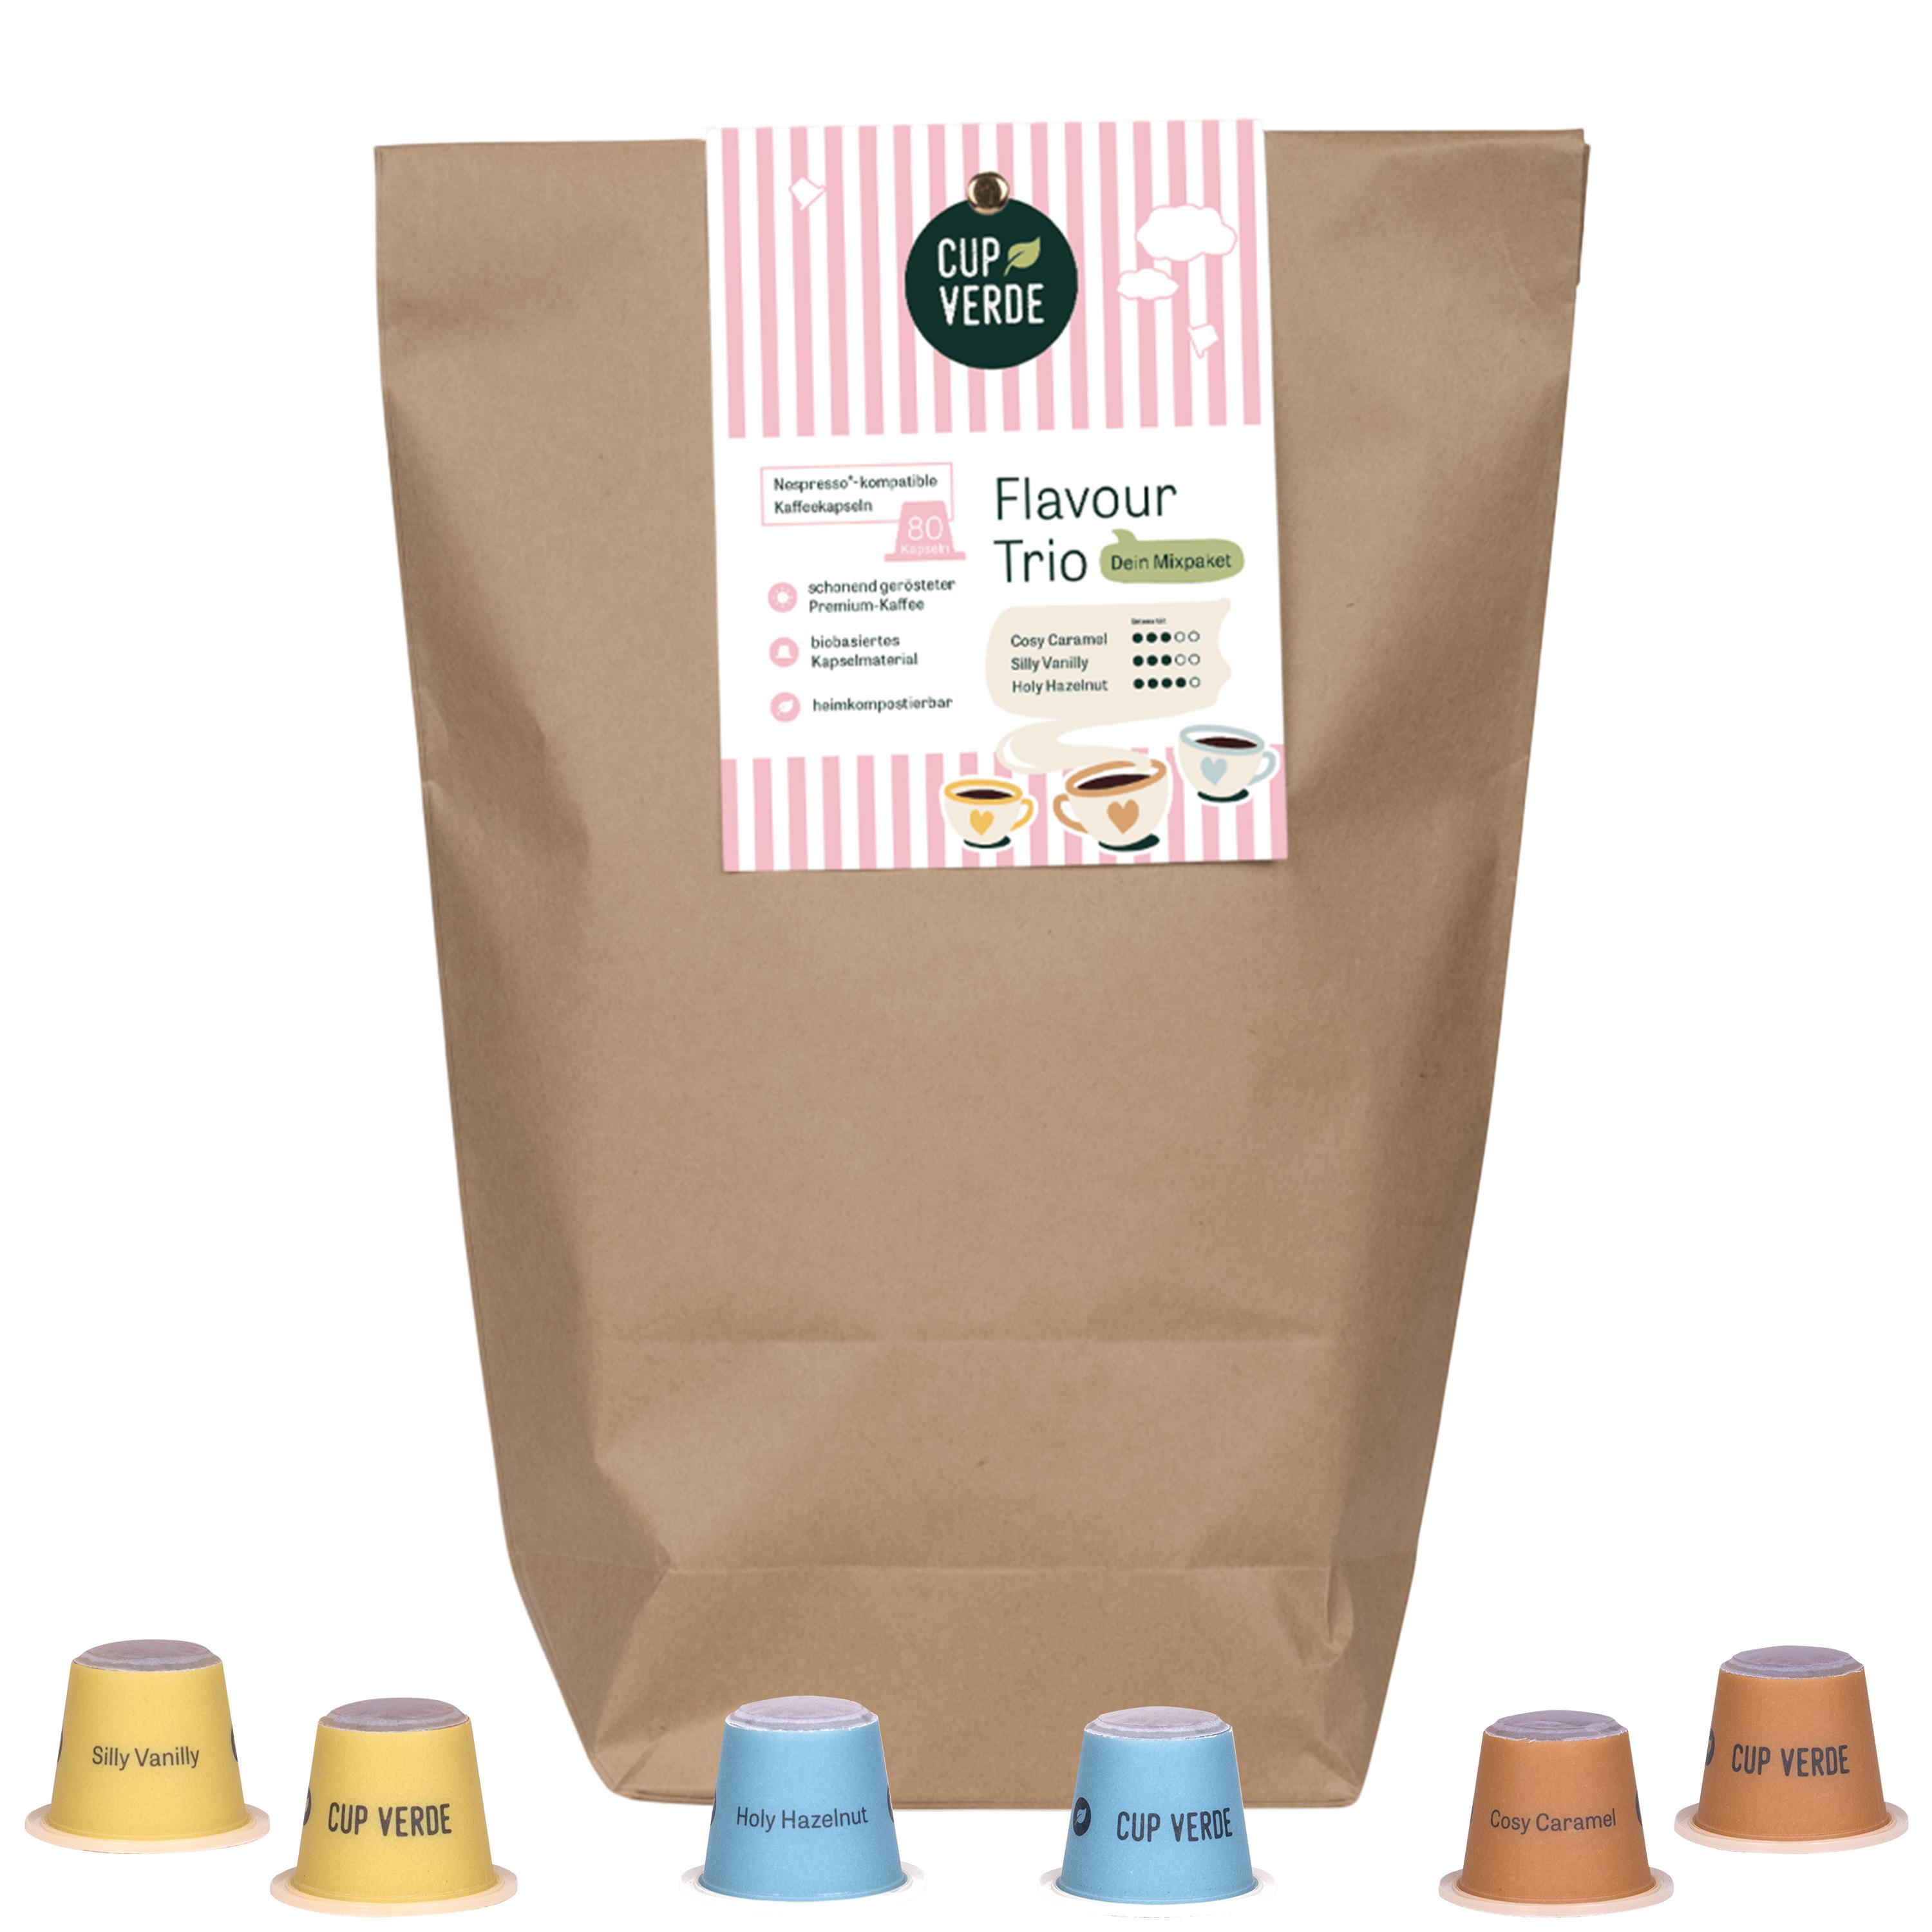 CUP
VERDE
Nespresso*-kompatible
Kaffeekapseln
80
Kapseln
schonend gerösteter
Premium-Kaffee
biobasiertes
Kapselmaterial
heimkompostierbar
Flavour
Trio
Dein Mixpaket
Cosy Caramel
Silly Vanilly
Holy Hazelnut
Silly Vanilly
CUP VERDE
Holy Hazelnut
CUP VERDE
Cosy Caramel
CUP VERDE